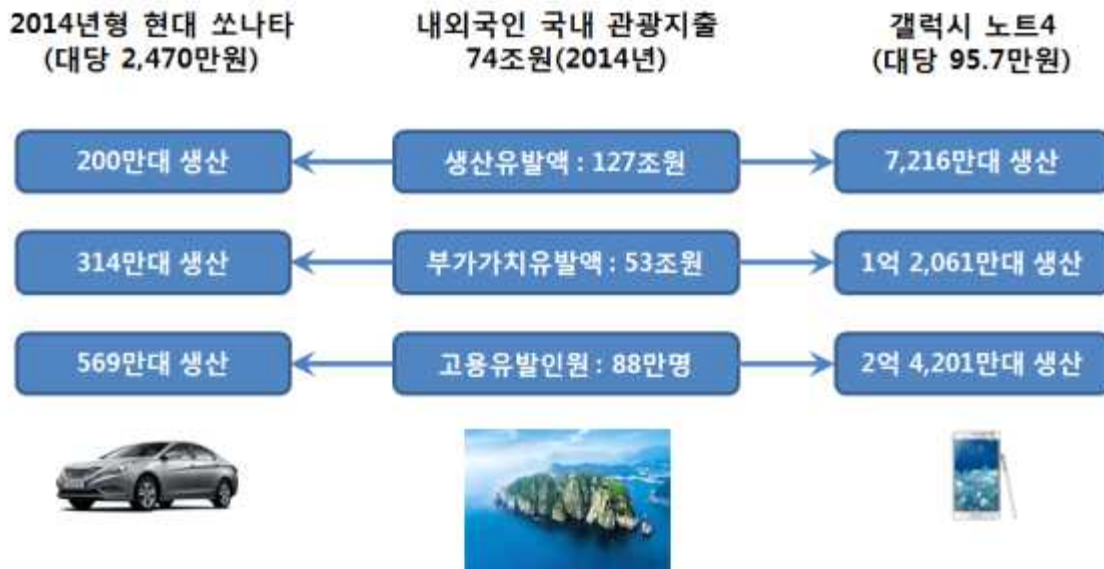 2014년형 현대 쏘나타
(대당 2,470만원)
내외국인 국내 관광지출
74조원(2014년)
갤럭시 노트4
(대당 95.7만원)
200만대 생산
생산유발액 : 127조원
7,216만대 생산
314만대 생산
부가가치유발액 : 53조원
1억 2,061만대 생산
569만대 생산
고용유발인원 : 88만명
2억 4,201만대 생산